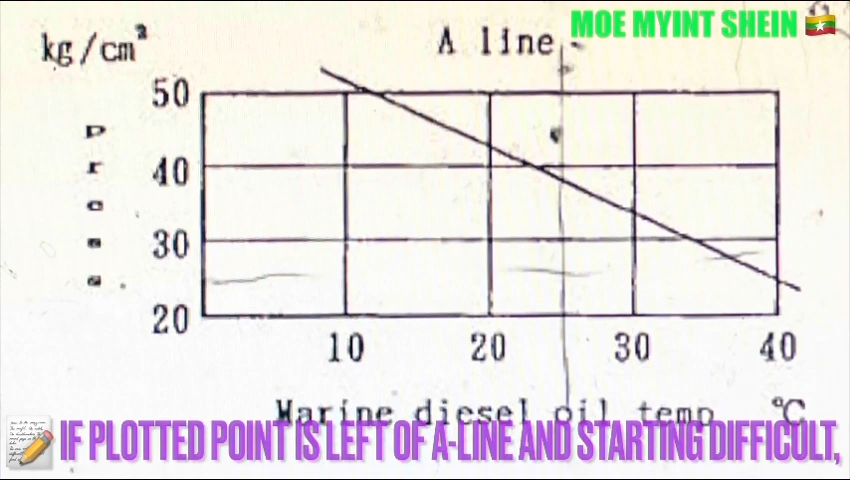 MOE MYINT SHEIN
kg/cm²
A line
50
Press
40
30
20
10 20 30 40
Marine diesel oil temp °C
IF PLOTTED POINT IS LEFT OF A-LINE AND STARTING DIFFICULT,